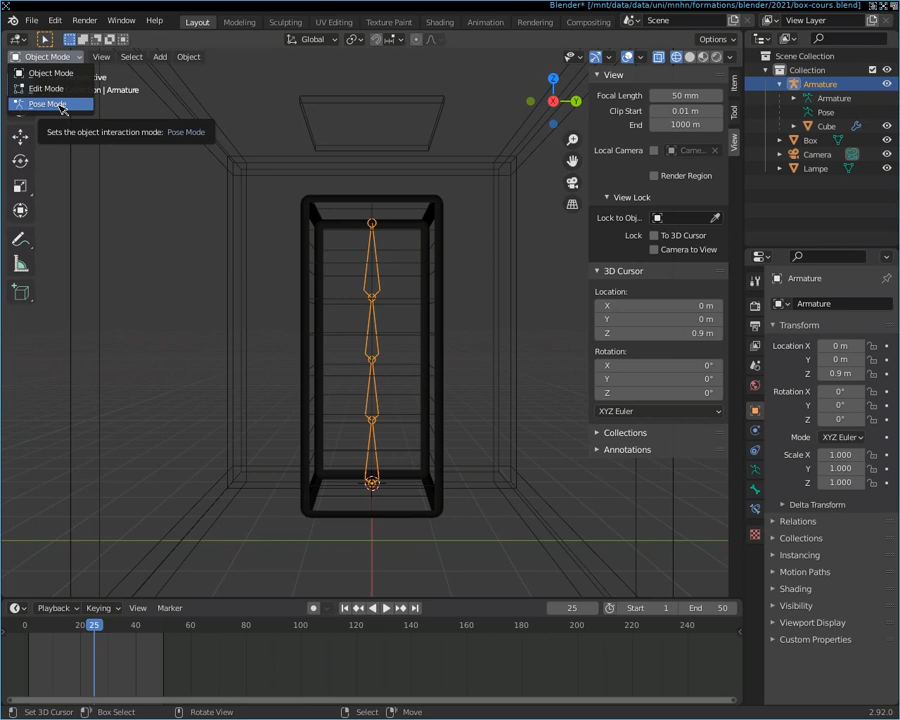 Blender* [/mnt/data/data/uni/mnhn/formations/blender/2021/box-cours.blend]
File Edit Render Window Help Layout Modeling Sculpting UV Editing Texture Paint Shading Animation Rendering Compositing Scene View Layer
Global Options
Object Mode View Select Add Object
Object Mode
Edit Mode
Pose Mode
| Armature
Sets the object interaction mode: Pose Mode
Z
X
Y
View
Focal Length 50 mm
Clip Start 0.01 m
End 1000 m
Local Camera Came...
Render Region
View Lock
Lock to Obj...
Lock To 3D Cursor
Camera to View
3D Cursor
Location:
X 0 m
Y 0 m
Z 0.9 m
Rotation:
X 0°
Y 0°
Z 0°
XYZ Euler
Collections
Annotations
Item
Tool
View
Scene Collection
Collection
Armature
Armature
Pose
Cube
Box
Camera
Lampe
Armature
Armature
Transform
Location X 0 m
Y 0 m
Z 0.9 m
Rotation X 0°
Y 0°
Z 0°
Mode XYZ Euler
Scale X 1.000
Y 1.000
Z 1.000
Delta Transform
Relations
Collections
Instancing
Motion Paths
Shading
Visibility
Viewport Display
Custom Properties
Playback Keying View Marker 25 Start 1 End 50
0 20 25 40 60 80 100 120 140 160 180 200 220 240
Set 3D Cursor Box Select Rotate View Select Move 2.92.0